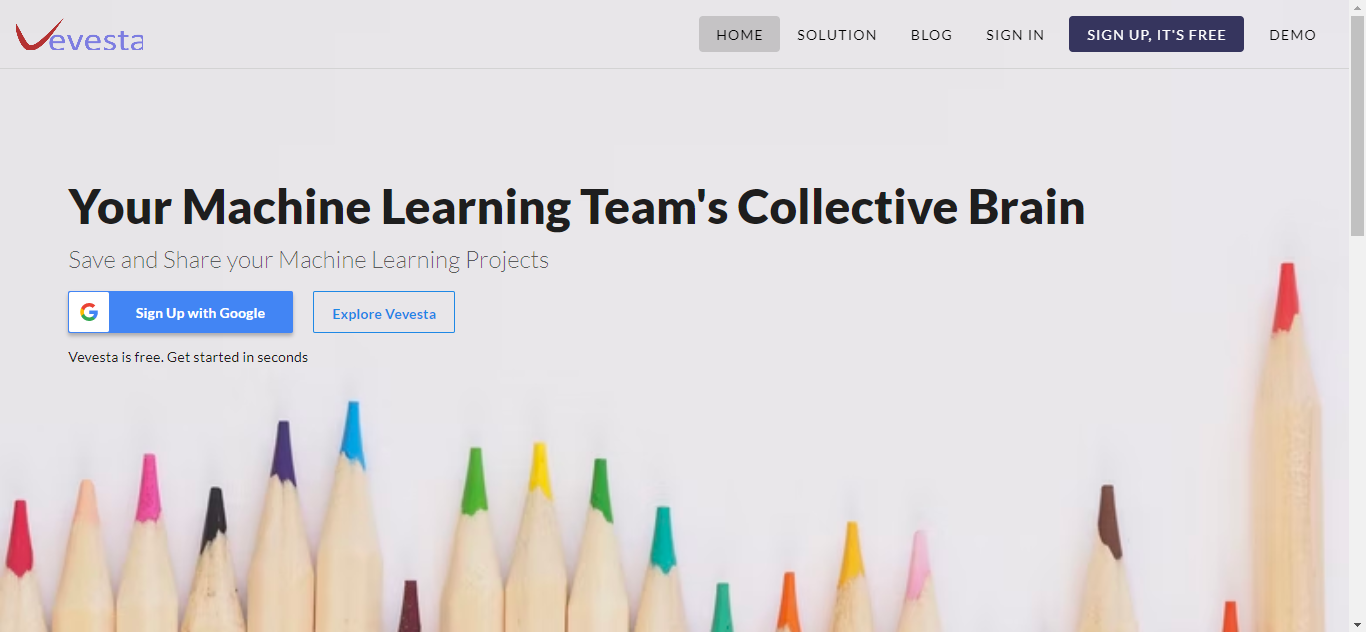 Vevesta
HOME SOLUTION BLOG SIGN IN SIGN UP, IT'S FREE DEMO
Your Machine Learning Team's Collective Brain
Save and Share your Machine Learning Projects
G Sign Up with Google Explore Vevesta
Vevesta is free. Get started in seconds